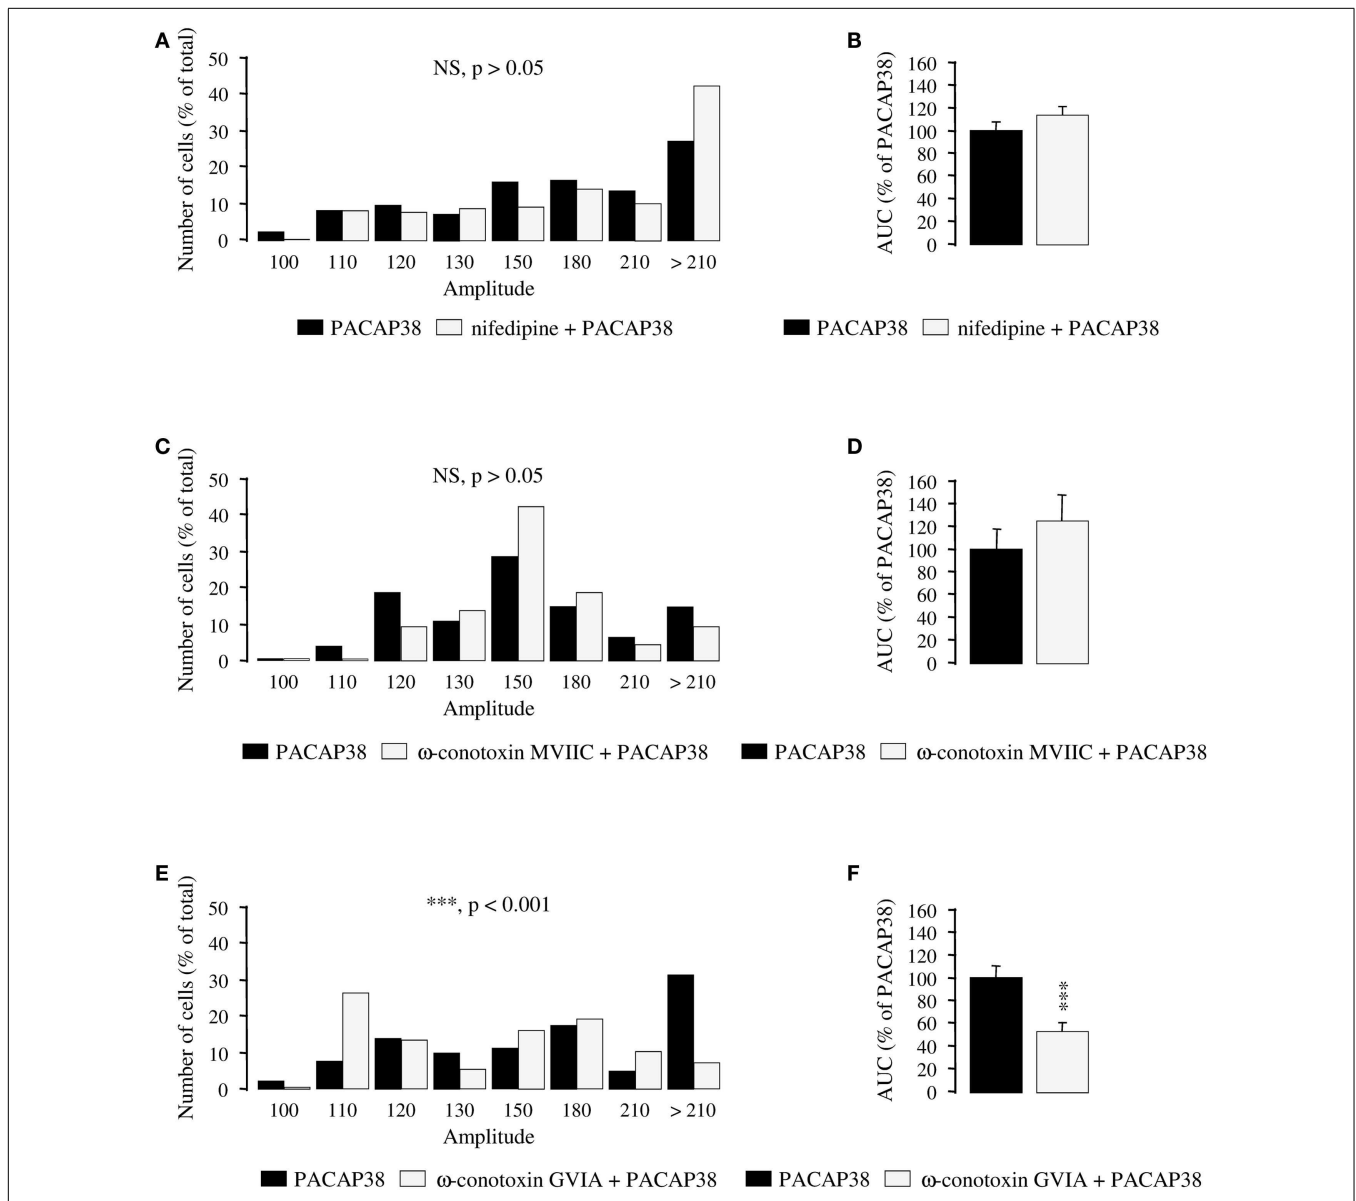 A
NS, p > 0.05
Number of cells (% of total)
50
40
30
20
10
0
100 110 120 130 150 180 210 > 210
Amplitude
PACAP38 nifedipine + PACAP38
B
AUC (% of PACAP38)
160
140
120
100
80
60
40
20
0
PACAP38 nifedipine + PACAP38
C
NS, p > 0.05
Number of cells (% of total)
50
40
30
20
10
0
100 110 120 130 150 180 210 > 210
Amplitude
PACAP38 ω-conotoxin MVIIC + PACAP38
D
AUC (% of PACAP38)
160
140
120
100
80
60
40
20
0
PACAP38 ω-conotoxin MVIIC + PACAP38
E
***, p < 0.001
Number of cells (% of total)
50
40
30
20
10
0
100 110 120 130 150 180 210 > 210
Amplitude
PACAP38 ω-conotoxin GVIA + PACAP38
F
AUC (% of PACAP38)
160
140
120
100
80
60
40
20
0
***
PACAP38 ω-conotoxin GVIA + PACAP38